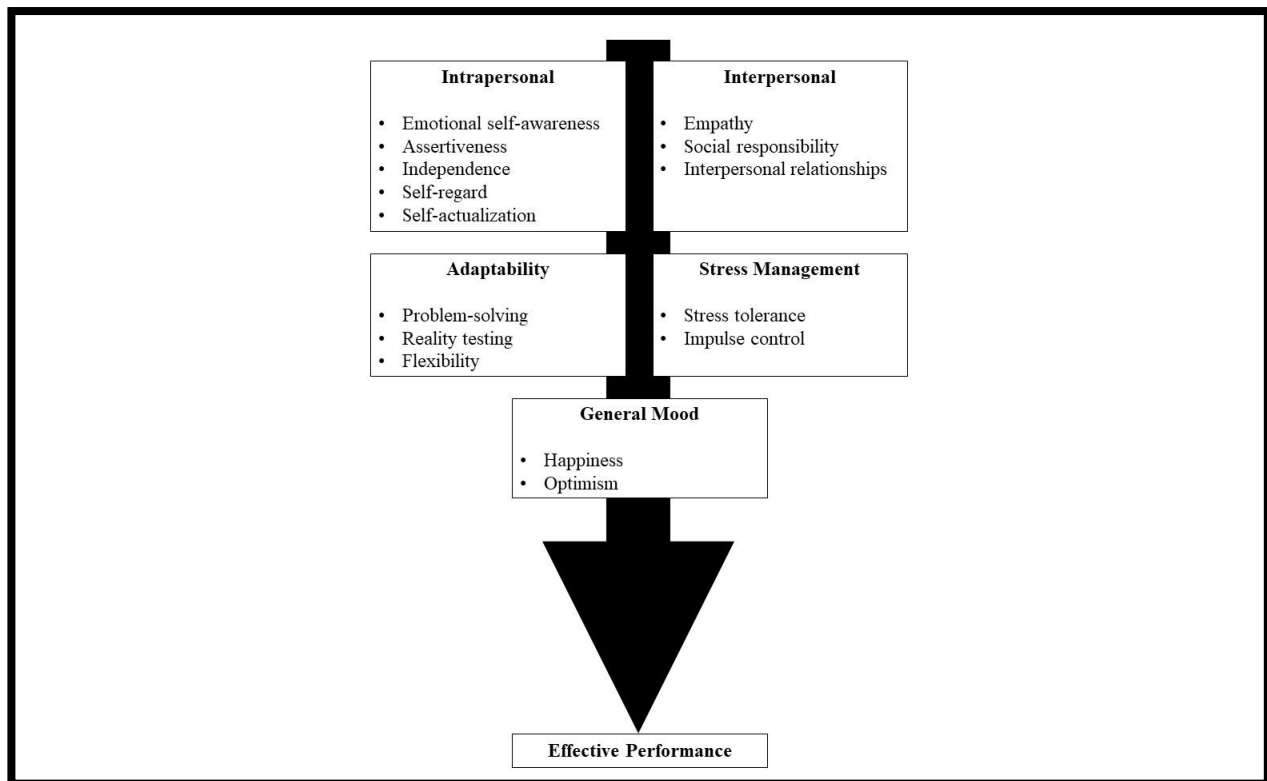 Intrapersonal
• Emotional self-awareness
• Assertiveness
• Independence
• Self-regard
• Self-actualization
Interpersonal
• Empathy
• Social responsibility
• Interpersonal relationships
Adaptability
• Problem-solving
• Reality testing
• Flexibility
Stress Management
• Stress tolerance
• Impulse control
General Mood
• Happiness
• Optimism
Effective Performance